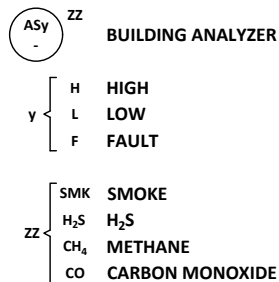 ASy ZZ
- BUILDING ANALYZER
H HIGH
y L LOW
F FAULT
SMK SMOKE
H₂S H₂S
ZZ CH₄ METHANE
CO CARBON MONOXIDE